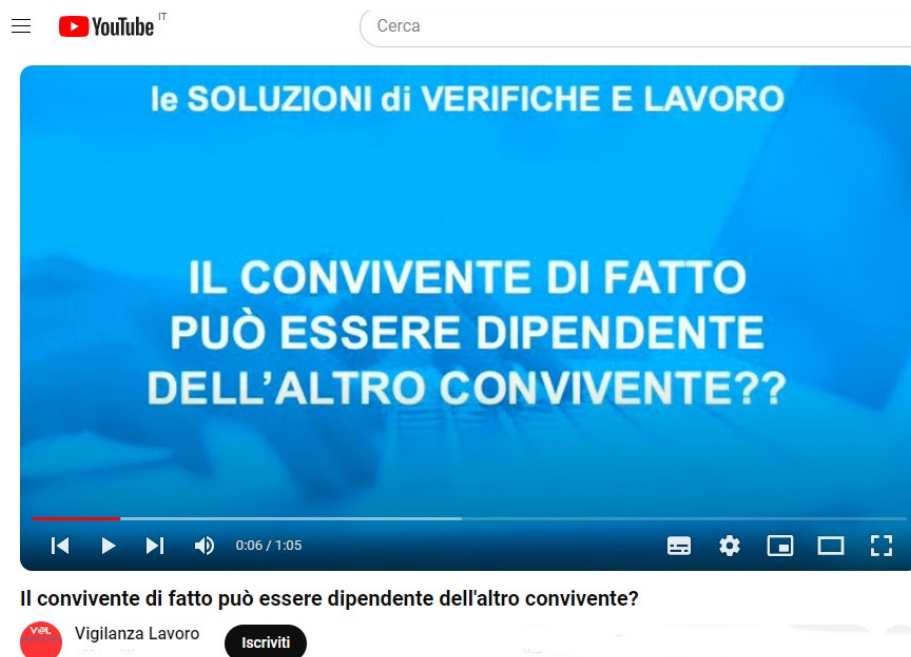 YouTube IT
Cerca
le SOLUZIONI di VERIFICHE E LAVORO
IL CONVIVENTE DI FATTO
PUÒ ESSERE DIPENDENTE
DELL'ALTRO CONVIVENTE??
0:06 / 1:05
Il convivente di fatto può essere dipendente dell'altro convivente?
V@L
Vigilanza Lavoro
Iscriviti